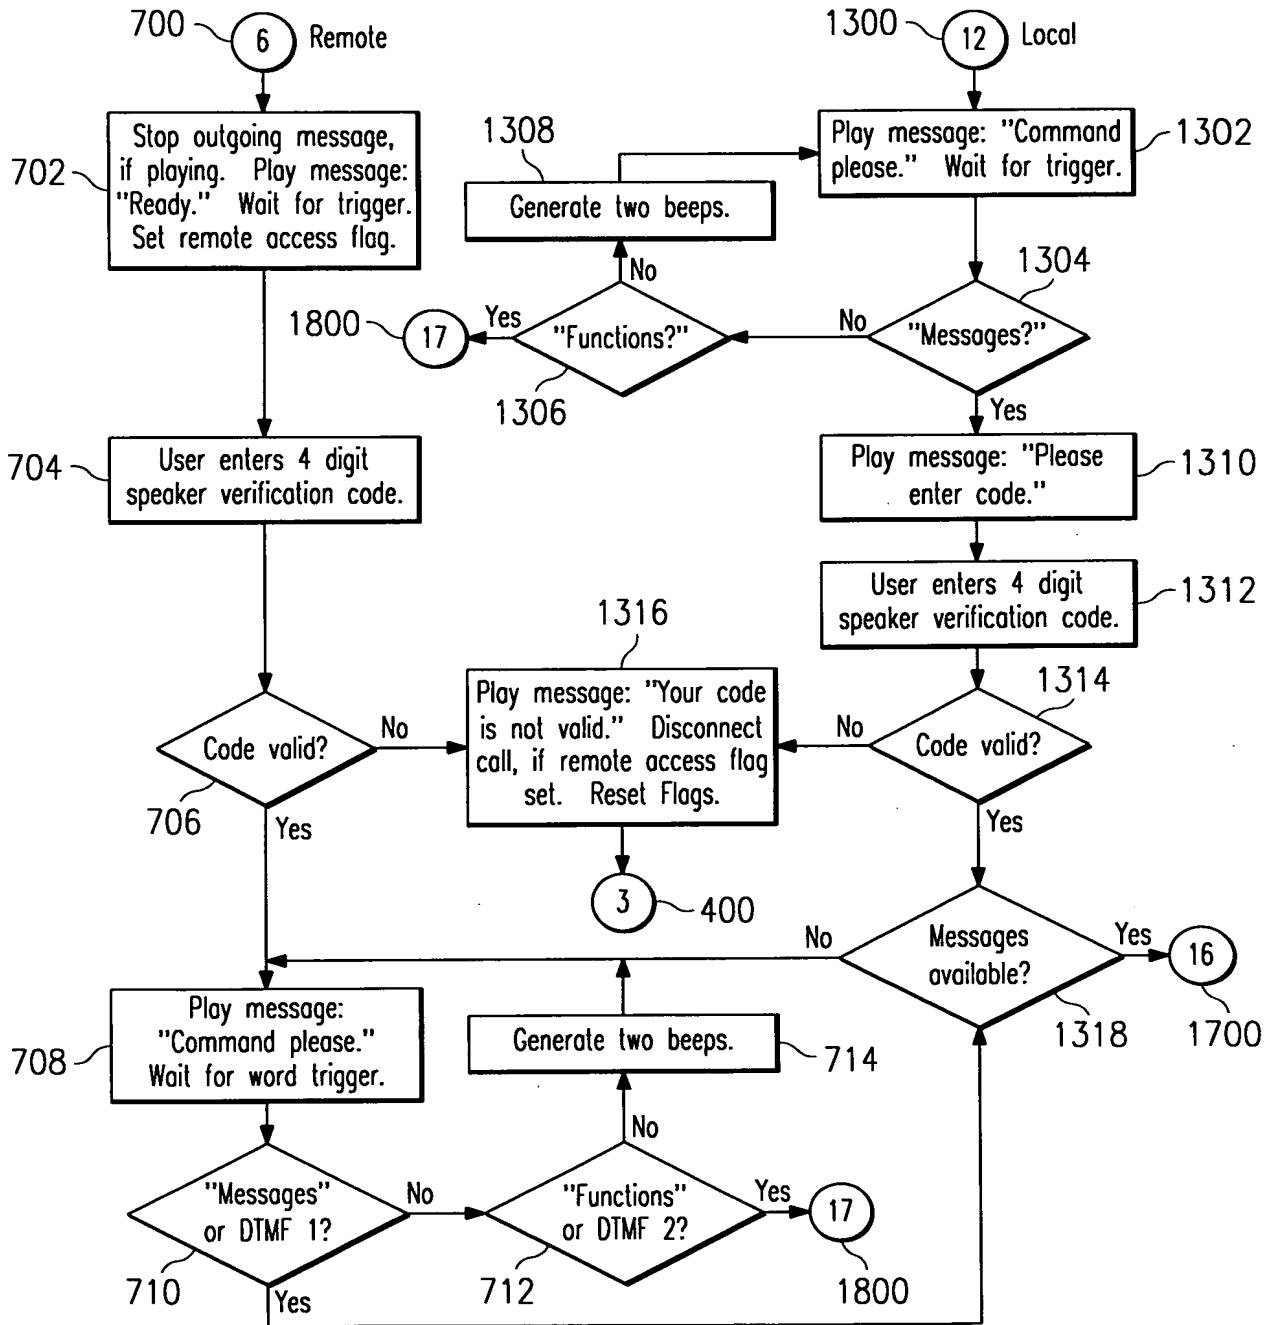 700
6
Remote
Stop outgoing message,
if playing. Play message:
"Ready." Wait for trigger.
Set remote access flag.
702
User enters 4 digit
speaker verification code.
704
Code valid?
706
No
Yes
Play message:
"Command please."
Wait for word trigger.
708
"Messages"
or DTMF 1?
710
No
Yes
"Functions"
or DTMF 2?
712
No
Yes
17
1800
Generate two beeps.
714
1300
12
Local
Play message: "Command
please." Wait for trigger.
1302
1308
Generate two beeps.
No
"Functions?"
1306
Yes
17
1800
"Messages?"
1304
No
Yes
Play message: "Please
enter code."
1310
User enters 4 digit
speaker verification code.
1312
Code valid?
1314
No
Yes
1316
Play message: "Your code
is not valid." Disconnect
call, if remote access flag
set. Reset Flags.
3
400
Messages
available?
1318
No
Yes
16
1700